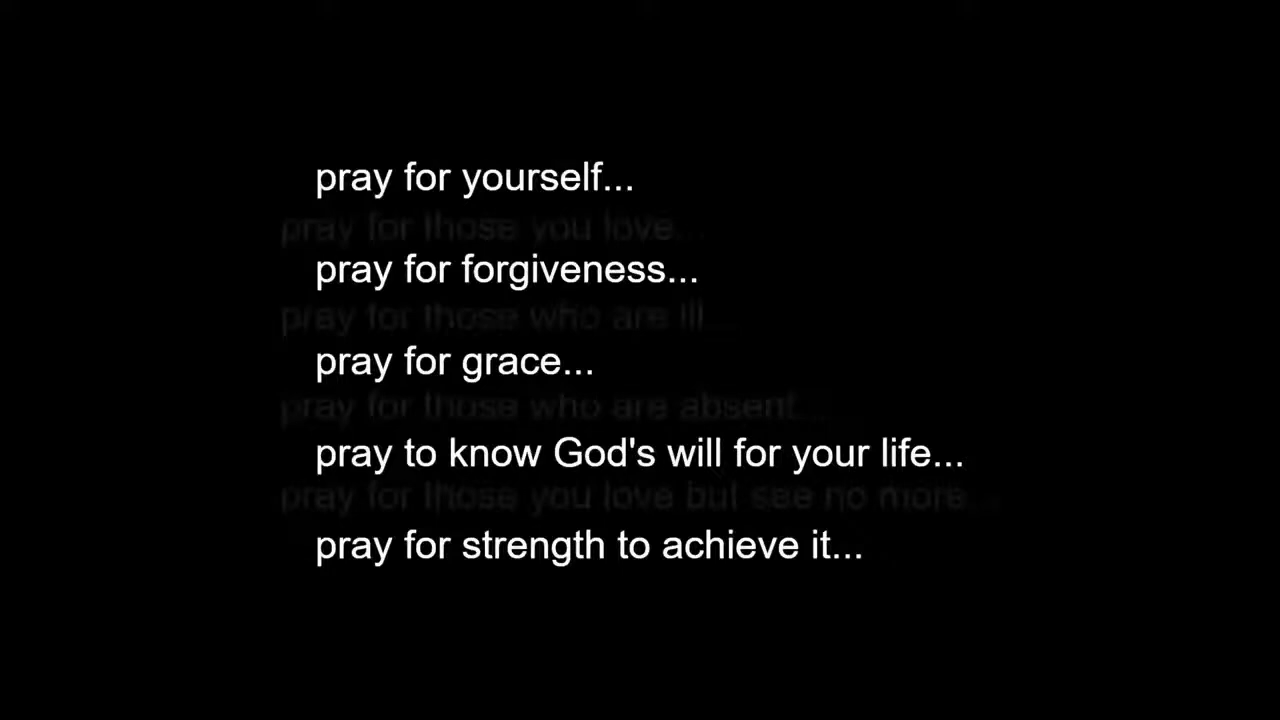 pray for yourself...
pray for those you love...
pray for forgiveness...
pray for those who are ill...
pray for grace...
pray for those who are absent...
pray to know God's will for your life...
pray for those you love but see no more...
pray for strength to achieve it...